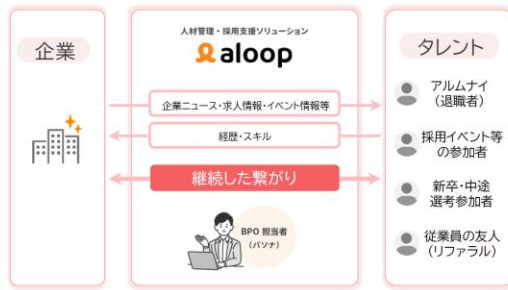 企業
人材管理・採用支援ソリューション
aloop
企業ニュース・求人情報・イベント情報等
経歴・スキル
継続した繋がり
BPO 担当者
(パソナ)
タレント
アルムナイ
(退職者)
採用イベント等
の参加者
新卒・中途
選考参加者
従業員の友人
(リファラル)